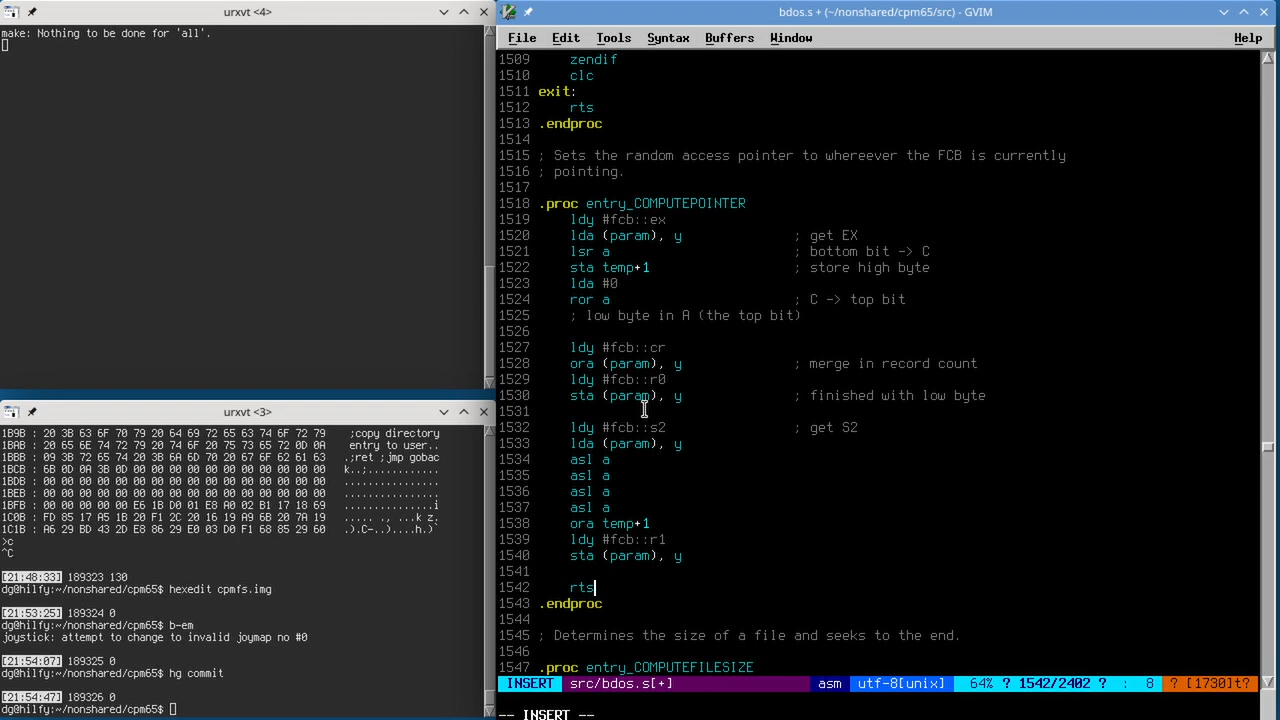 urxvt <4>
make: Nothing to be done for 'all'.
urxvt <3>
1B9B : 20 3B 63 6F 70 79 20 64 69 72 65 63 74 6F 72 79 ;copy directory
1BAB : 20 65 6E 74 72 79 20 74 6F 20 75 73 65 72 0D 0A entry to user..
1BBB : 09 3B 72 65 74 20 3B 6A 6D 70 20 67 6F 62 61 63 .;ret ;jmp gobac
1BCB : 6B 0D 0A 3B 0D 00 00 00 00 00 00 00 00 00 00 00 k..;............
1BDB : 00 00 00 00 00 00 00 00 00 00 00 00 00 00 00 00 ................
1BEB : 00 00 00 00 00 00 00 00 00 00 00 00 00 00 00 00 ................
1BFB : 00 00 00 00 00 E6 1B D0 01 E8 A0 02 B1 17 18 69 ...............i
1C0B : FD 85 17 A5 1B 20 F1 2C 20 16 19 A9 6B 20 7A 19 ..... ., ...k z.
1C1B : A6 29 BD 43 2D E8 86 29 E0 03 D0 F1 68 85 29 60 .).C-..)....h.)`
>c
^C
[21:48:33] 189323 130
dg@hilfy:~/nonshared/cpm65$ hexedit cpmfs.img
[21:53:25] 189324 0
dg@hilfy:~/nonshared/cpm65$ b-em
joystick: attempt to change to invalid joymap no #0
[21:54:07] 189325 0
dg@hilfy:~/nonshared/cpm65$ hg commit
[21:54:47] 189326 0
dg@hilfy:~/nonshared/cpm65$
bdos.s + (~/nonshared/cpm65/src) - GVIM
File Edit Tools Syntax Buffers Window Help
1509 zendif
1510 clc
1511 exit:
1512 rts
1513 .endproc
1514
1515 ; Sets the random access pointer to whereever the FCB is currently
1516 ; pointing.
1517
1518 .proc entry_COMPUTEPOINTER
1519 ldy #fcb::ex
1520 lda (param), y ; get EX
1521 lsr a ; bottom bit -> C
1522 sta temp+1 ; store high byte
1523 lda #0
1524 ror a ; C -> top bit
1525 ; low byte in A (the top bit)
1526
1527 ldy #fcb::cr
1528 ora (param), y ; merge in record count
1529 ldy #fcb::r0
1530 sta (param), y ; finished with low byte
1531
1532 ldy #fcb::s2 ; get S2
1533 lda (param), y
1534 asl a
1535 asl a
1536 asl a
1537 asl a
1538 ora temp+1
1539 ldy #fcb::r1
1540 sta (param), y
1541
1542 rts
1543 .endproc
1544
1545 ; Determines the size of a file and seeks to the end.
1546
1547 .proc entry_COMPUTEFILESIZE
INSERT src/bdos.s[+] asm utf-8[unix] 64% ? 1542/2402 ? : 8 ? [1730]t?
-- INSERT --